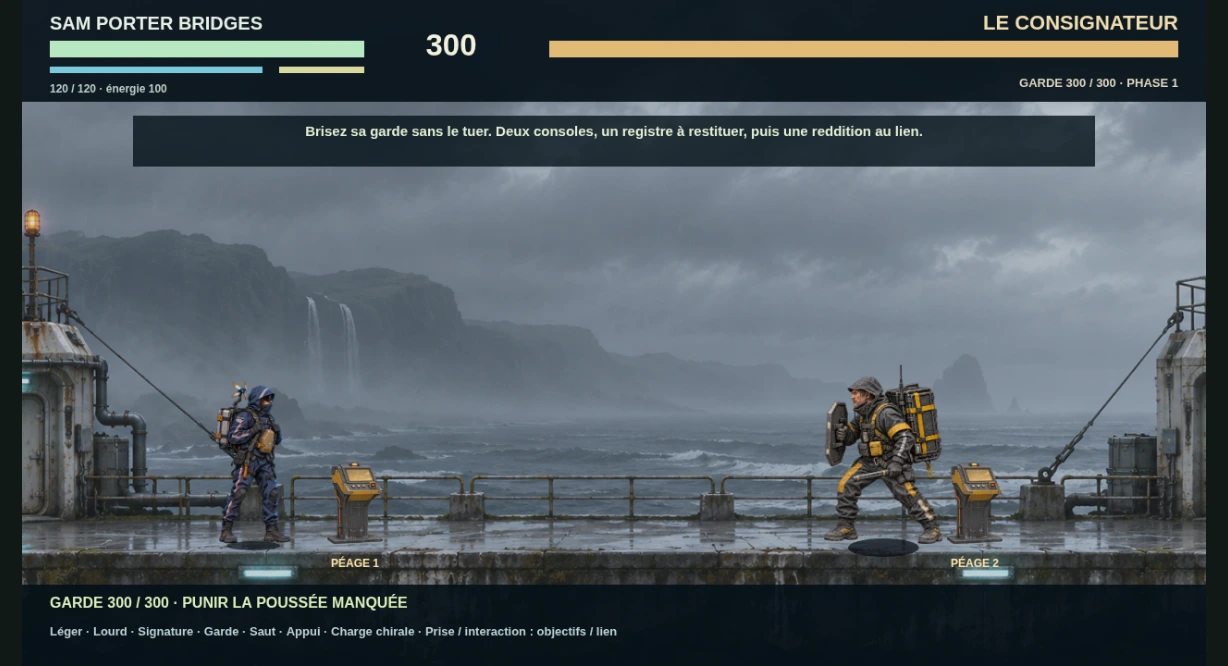 SAM PORTER BRIDGES
300
LE CONSIGNATEUR
120 / 120 · énergie 100
GARDE 300 / 300 · PHASE 1
Brisez sa garde sans le tuer. Deux consoles, un registre à restituer, puis une reddition au lien.
PÉAGE 1
PÉAGE 2
GARDE 300 / 300 · PUNIR LA POUSSÉE MANQUÉE
Léger · Lourd · Signature · Garde · Saut · Appui · Charge chirale · Prise / interaction : objectifs / lien